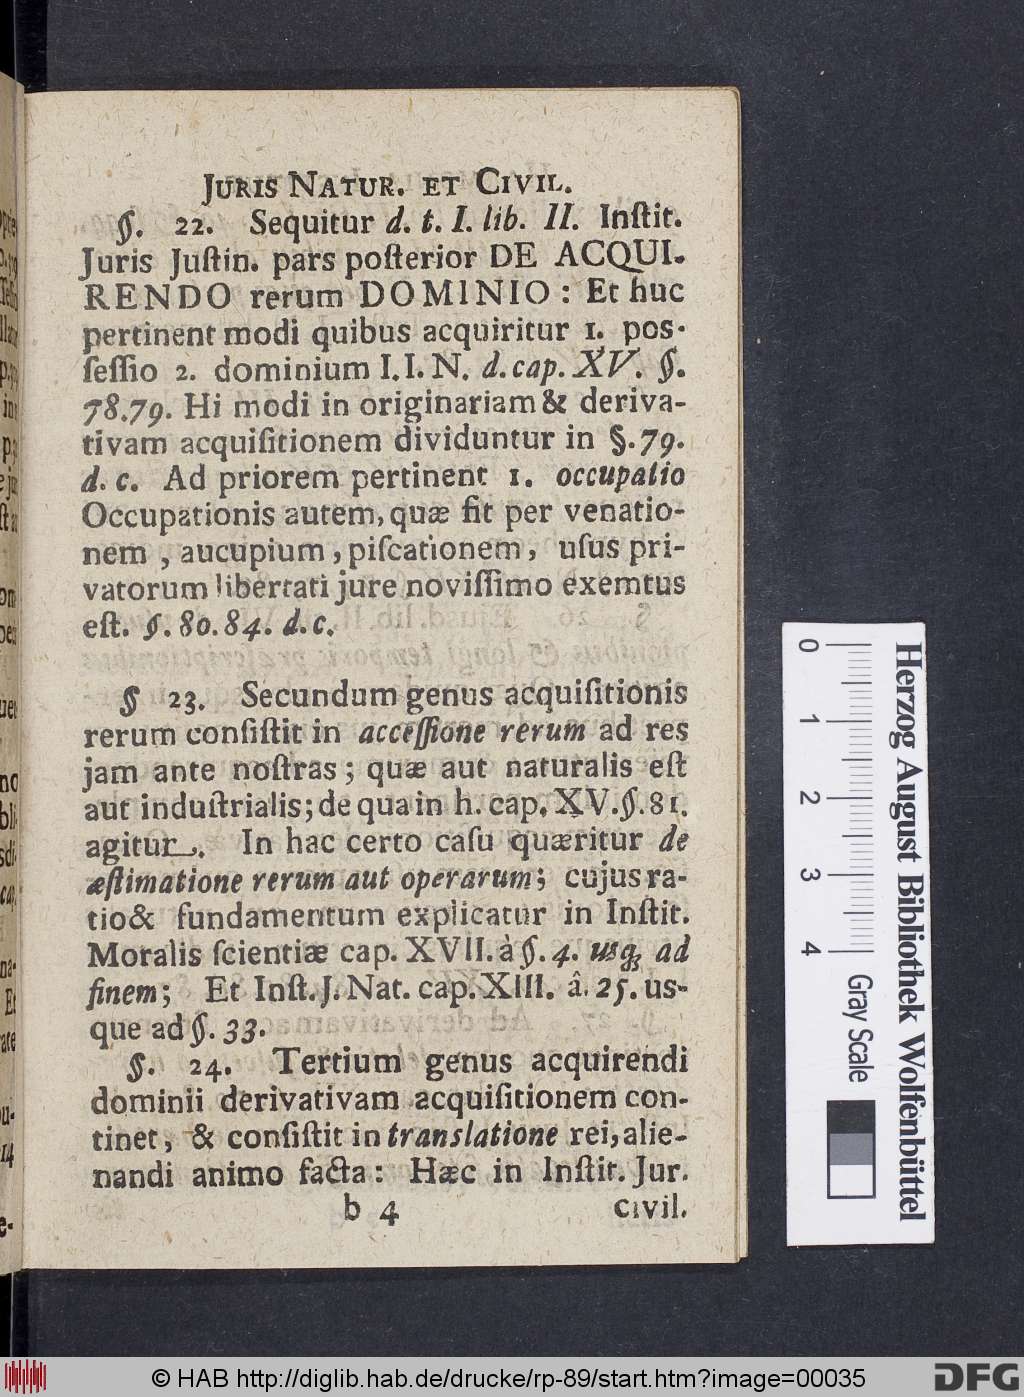 JURIS NATUR. ET CIVIL.
§. 22. Sequitur d. t. I. lib. II. Inſtit.
Juris Juſtin. pars poſterior DE ACQUI-
RENDO rerum DOMINIO : Et huc
pertinent modi quibus acquiritur 1. poſ-
ſeſſio 2. dominium I. I. N. d. cap. XV. §.
78.79. Hi modi in originariam & deriva-
tivam acquiſitionem dividuntur in §.79.
d. c. Ad priorem pertinent 1. occupatio
Occupationis autem, quæ fit per venatio-
nem , aucupium , piſcationem , uſus pri-
vatorum libertati jure noviſſimo exemtus
eſt. §. 80. 84. d. c.
§ 23. Secundum genus acquiſitionis
rerum conſiſtit in acceſſione rerum ad res
jam ante noſtras ; quæ aut naturalis eſt
aut induſtrialis; de qua in h. cap. XV. §. 81.
agitur. In hac certo caſu quæritur de
æſtimatione rerum aut operarum ; cujus ra-
tio & fundamentum explicatur in Inſtit.
Moralis ſcientiæ cap. XVII. à §. 4. usq; ad
finem ; Et Inſt. J. Nat. cap. XIII. â. 25. us-
que ad §. 33.
§. 24. Tertium genus acquirendi
dominii derivativam acquiſitionem con-
tinet, & conſiſtit in translatione rei, alie-
nandi animo facta : Hæc in Inſtit. Jur.
b 4 civil.
0 1 2 3 4
Gray Scale
Herzog August Bibliothek Wolfenbüttel
© HAB http://diglib.hab.de/drucke/rp-89/start.htm?image=00035
DFG